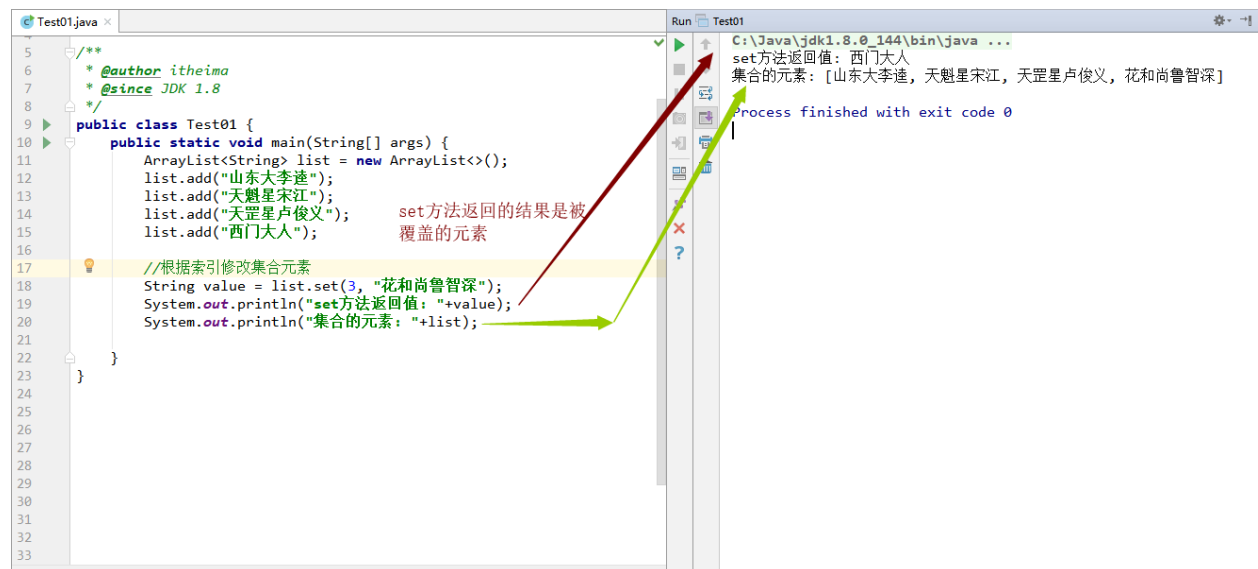 Test01.java
5 /**
6 * @author itheima
7 * @since JDK 1.8
8 */
9 public class Test01 {
10 public static void main(String[] args) {
11 ArrayList<String> list = new ArrayList<>();
12 list.add("山东大李逵");
13 list.add("天魁星宋江");
14 list.add("天罡星卢俊义");
15 list.add("西门大人");
set方法返回的结果是被
覆盖的元素
16
17 //根据索引修改集合元素
18 String value = list.set(3, "花和尚鲁智深");
19 System.out.println("set方法返回值："+value);
20 System.out.println("集合的元素："+list);
21
22 }
23 }
24
25
26
27
28
29
30
31
32
33
Run Test01
C:\Java\jdk1.8.0_144\bin\java ...
set方法返回值：西门大人
集合的元素：[山东大李逵, 天魁星宋江, 天罡星卢俊义, 花和尚鲁智深]
Process finished with exit code 0